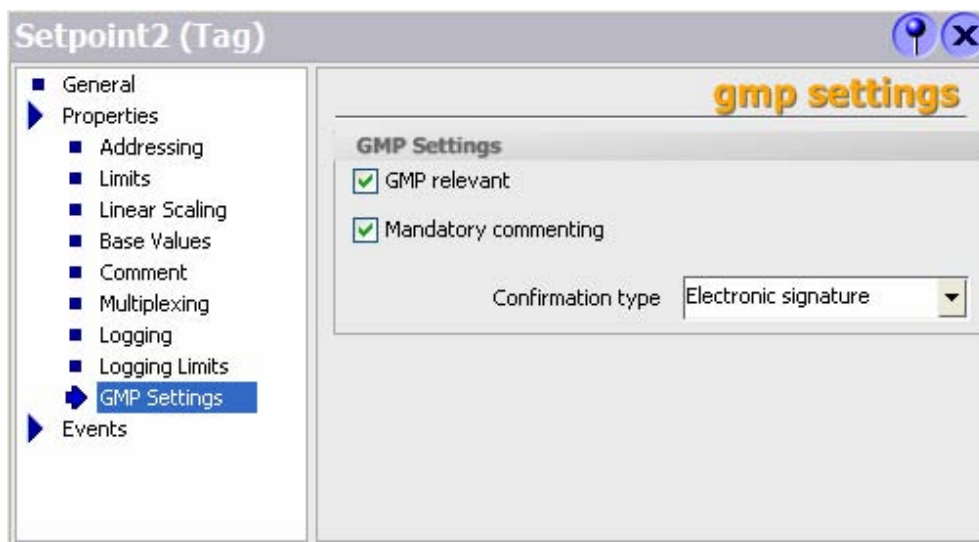 Setpoint2 (Tag)
General
Properties
Addressing
Limits
Linear Scaling
Base Values
Comment
Multiplexing
Logging
Logging Limits
GMP Settings
Events
gmp settings
GMP Settings
GMP relevant
Mandatory commenting
Confirmation type Electronic signature